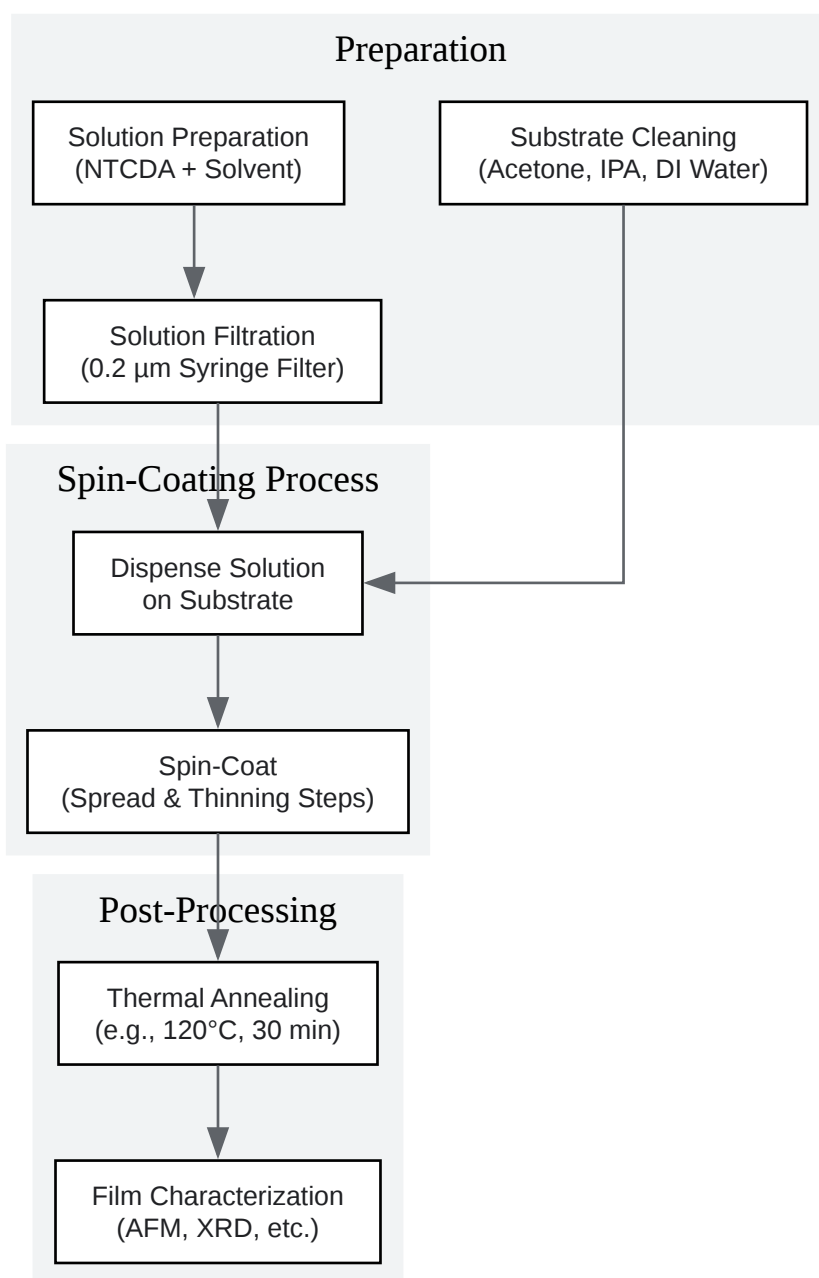 Preparation
Solution Preparation
(NTCDA + Solvent)
Substrate Cleaning
(Acetone, IPA, DI Water)
Solution Filtration
(0.2 µm Syringe Filter)
Spin-Coating Process
Dispense Solution
on Substrate
Spin-Coat
(Spread & Thinning Steps)
Post-Processing
Thermal Annealing
(e.g., 120°C, 30 min)
Film Characterization
(AFM, XRD, etc.)